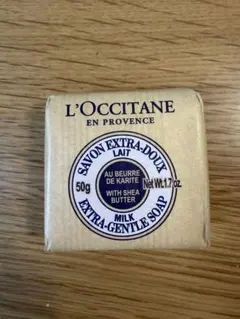 L'OCCITANE
EN PROVENCE
SAVON EXTRA-DOUX
LAIT
AU BEURRE
DE KARITE
50g
Net Wt.1.7 oz.
WITH SHEA
BUTTER
MILK
EXTRA-GENTLE SOAP